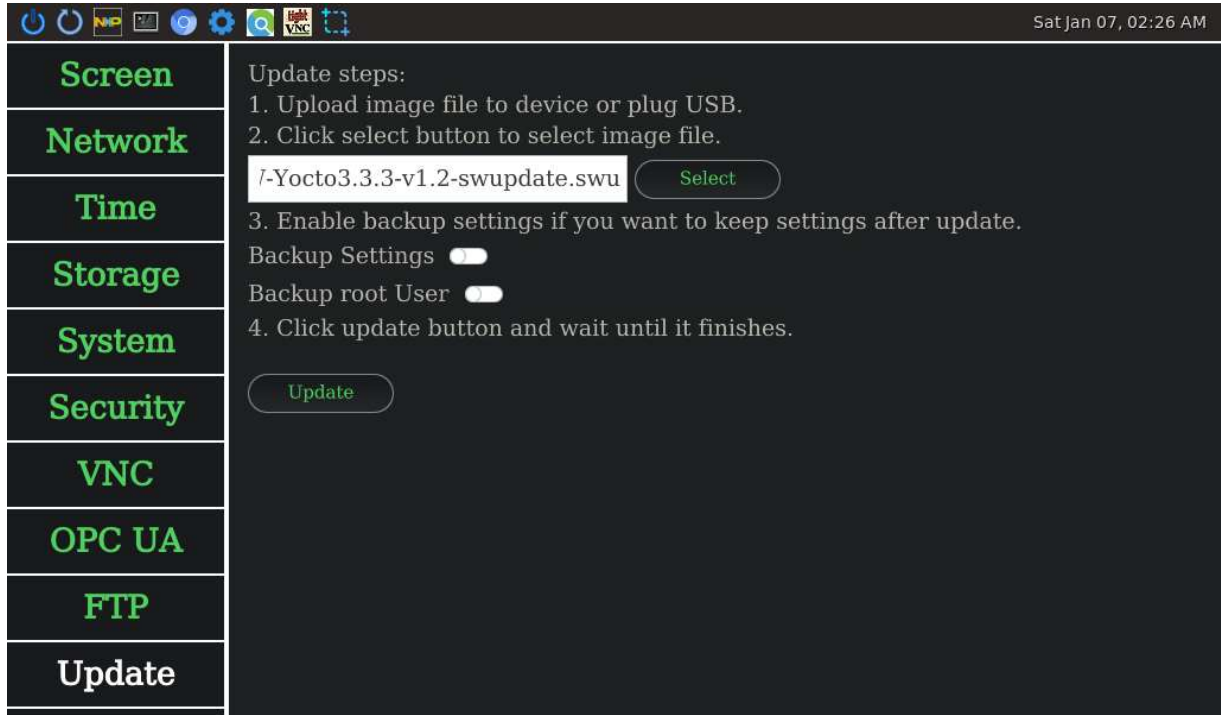 NXP
tight
VNC
Sat Jan 07, 02:26 AM
Screen
Network
Time
Storage
System
Security
VNC
OPC UA
FTP
Update
Update steps:
1. Upload image file to device or plug USB.
2. Click select button to select image file.
/-Yocto3.3.3-v1.2-swupdate.swu
Select
3. Enable backup settings if you want to keep settings after update.
Backup Settings
Backup root User
4. Click update button and wait until it finishes.
Update